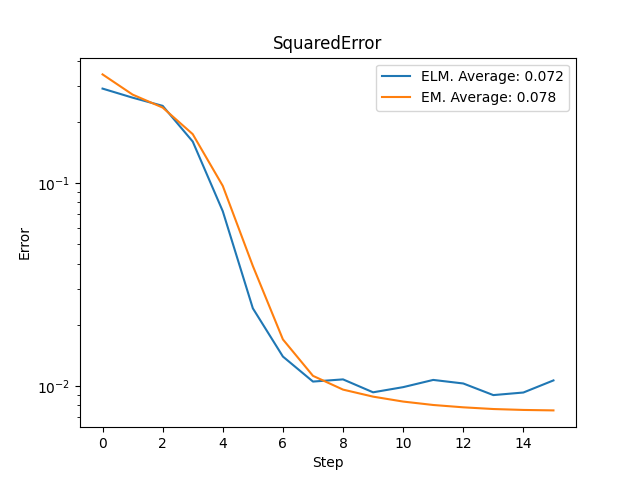 SquaredError
ELM. Average: 0.072
EM. Average: 0.078
Error
10⁻¹
10⁻²
0 2 4 6 8 10 12 14
Step